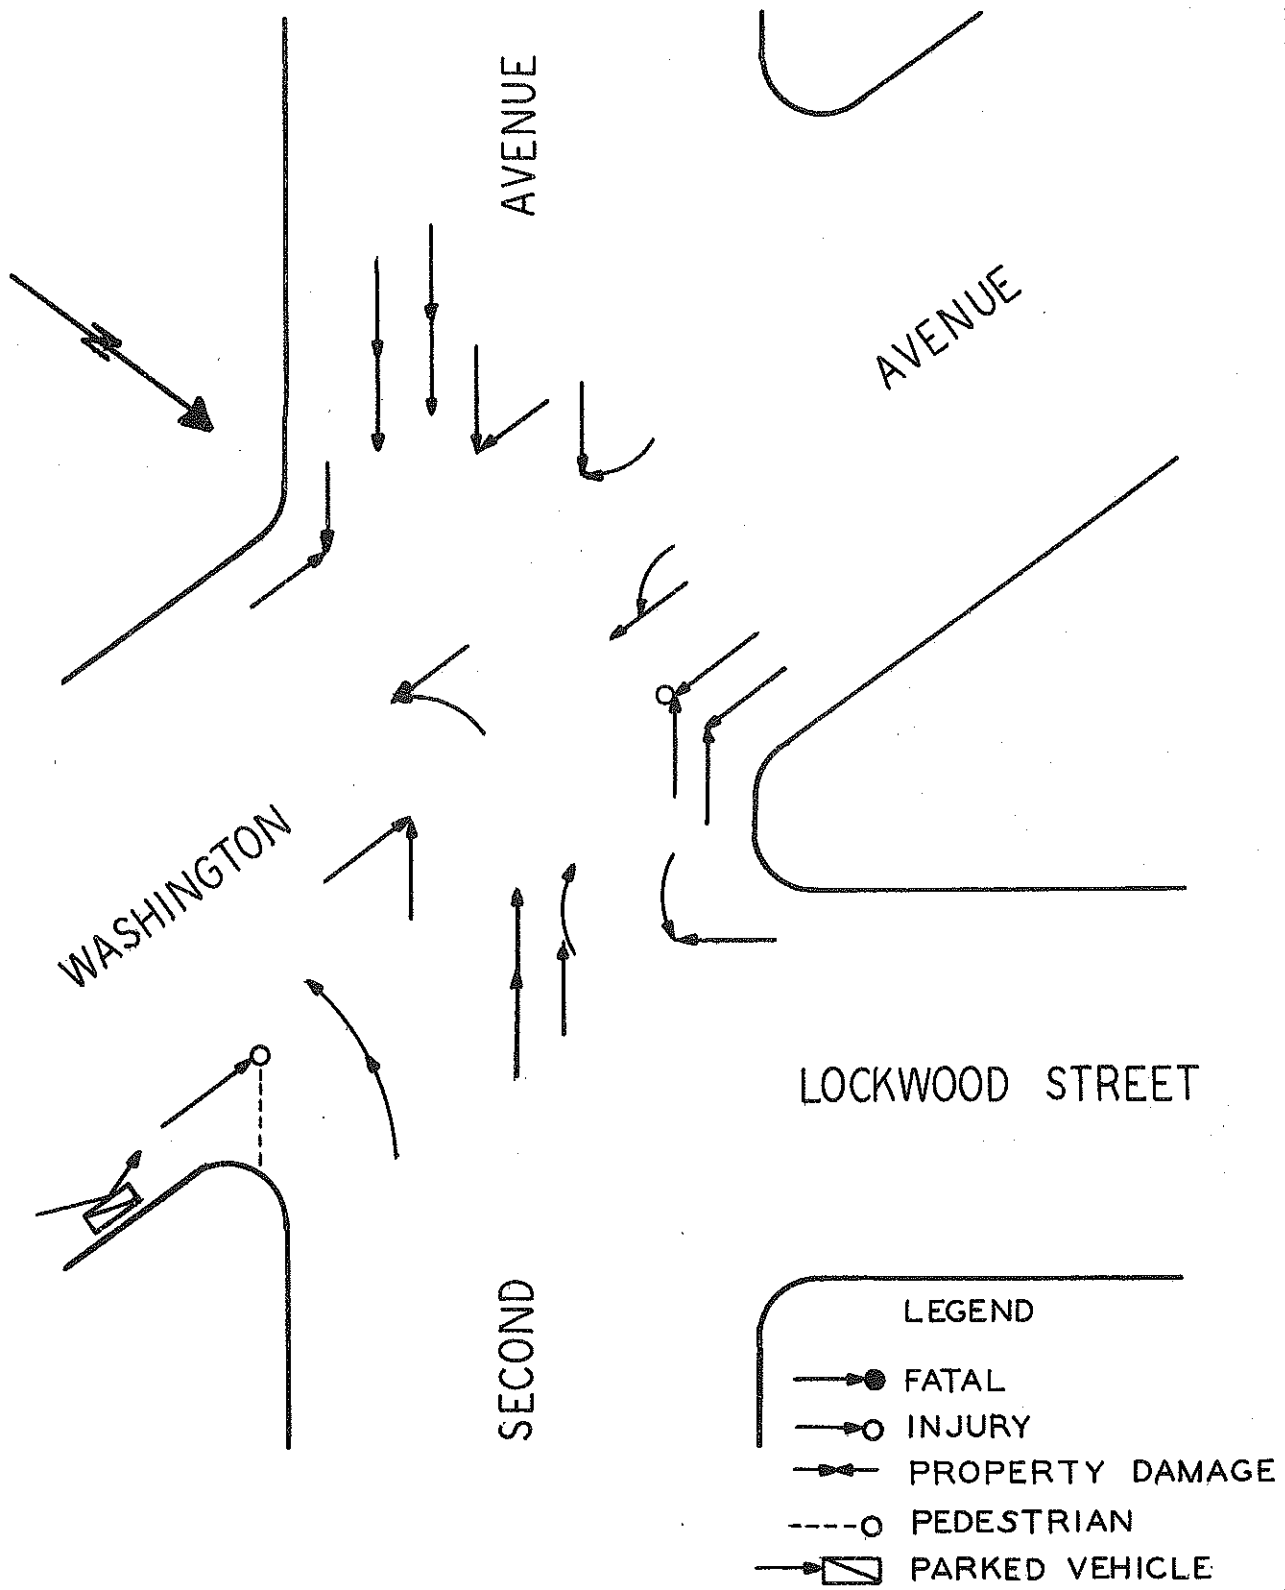 AVENUE
AVENUE
WASHINGTON
LOCKWOOD STREET
SECOND
LEGEND
FATAL
INJURY
PROPERTY DAMAGE
PEDESTRIAN
PARKED VEHICLE